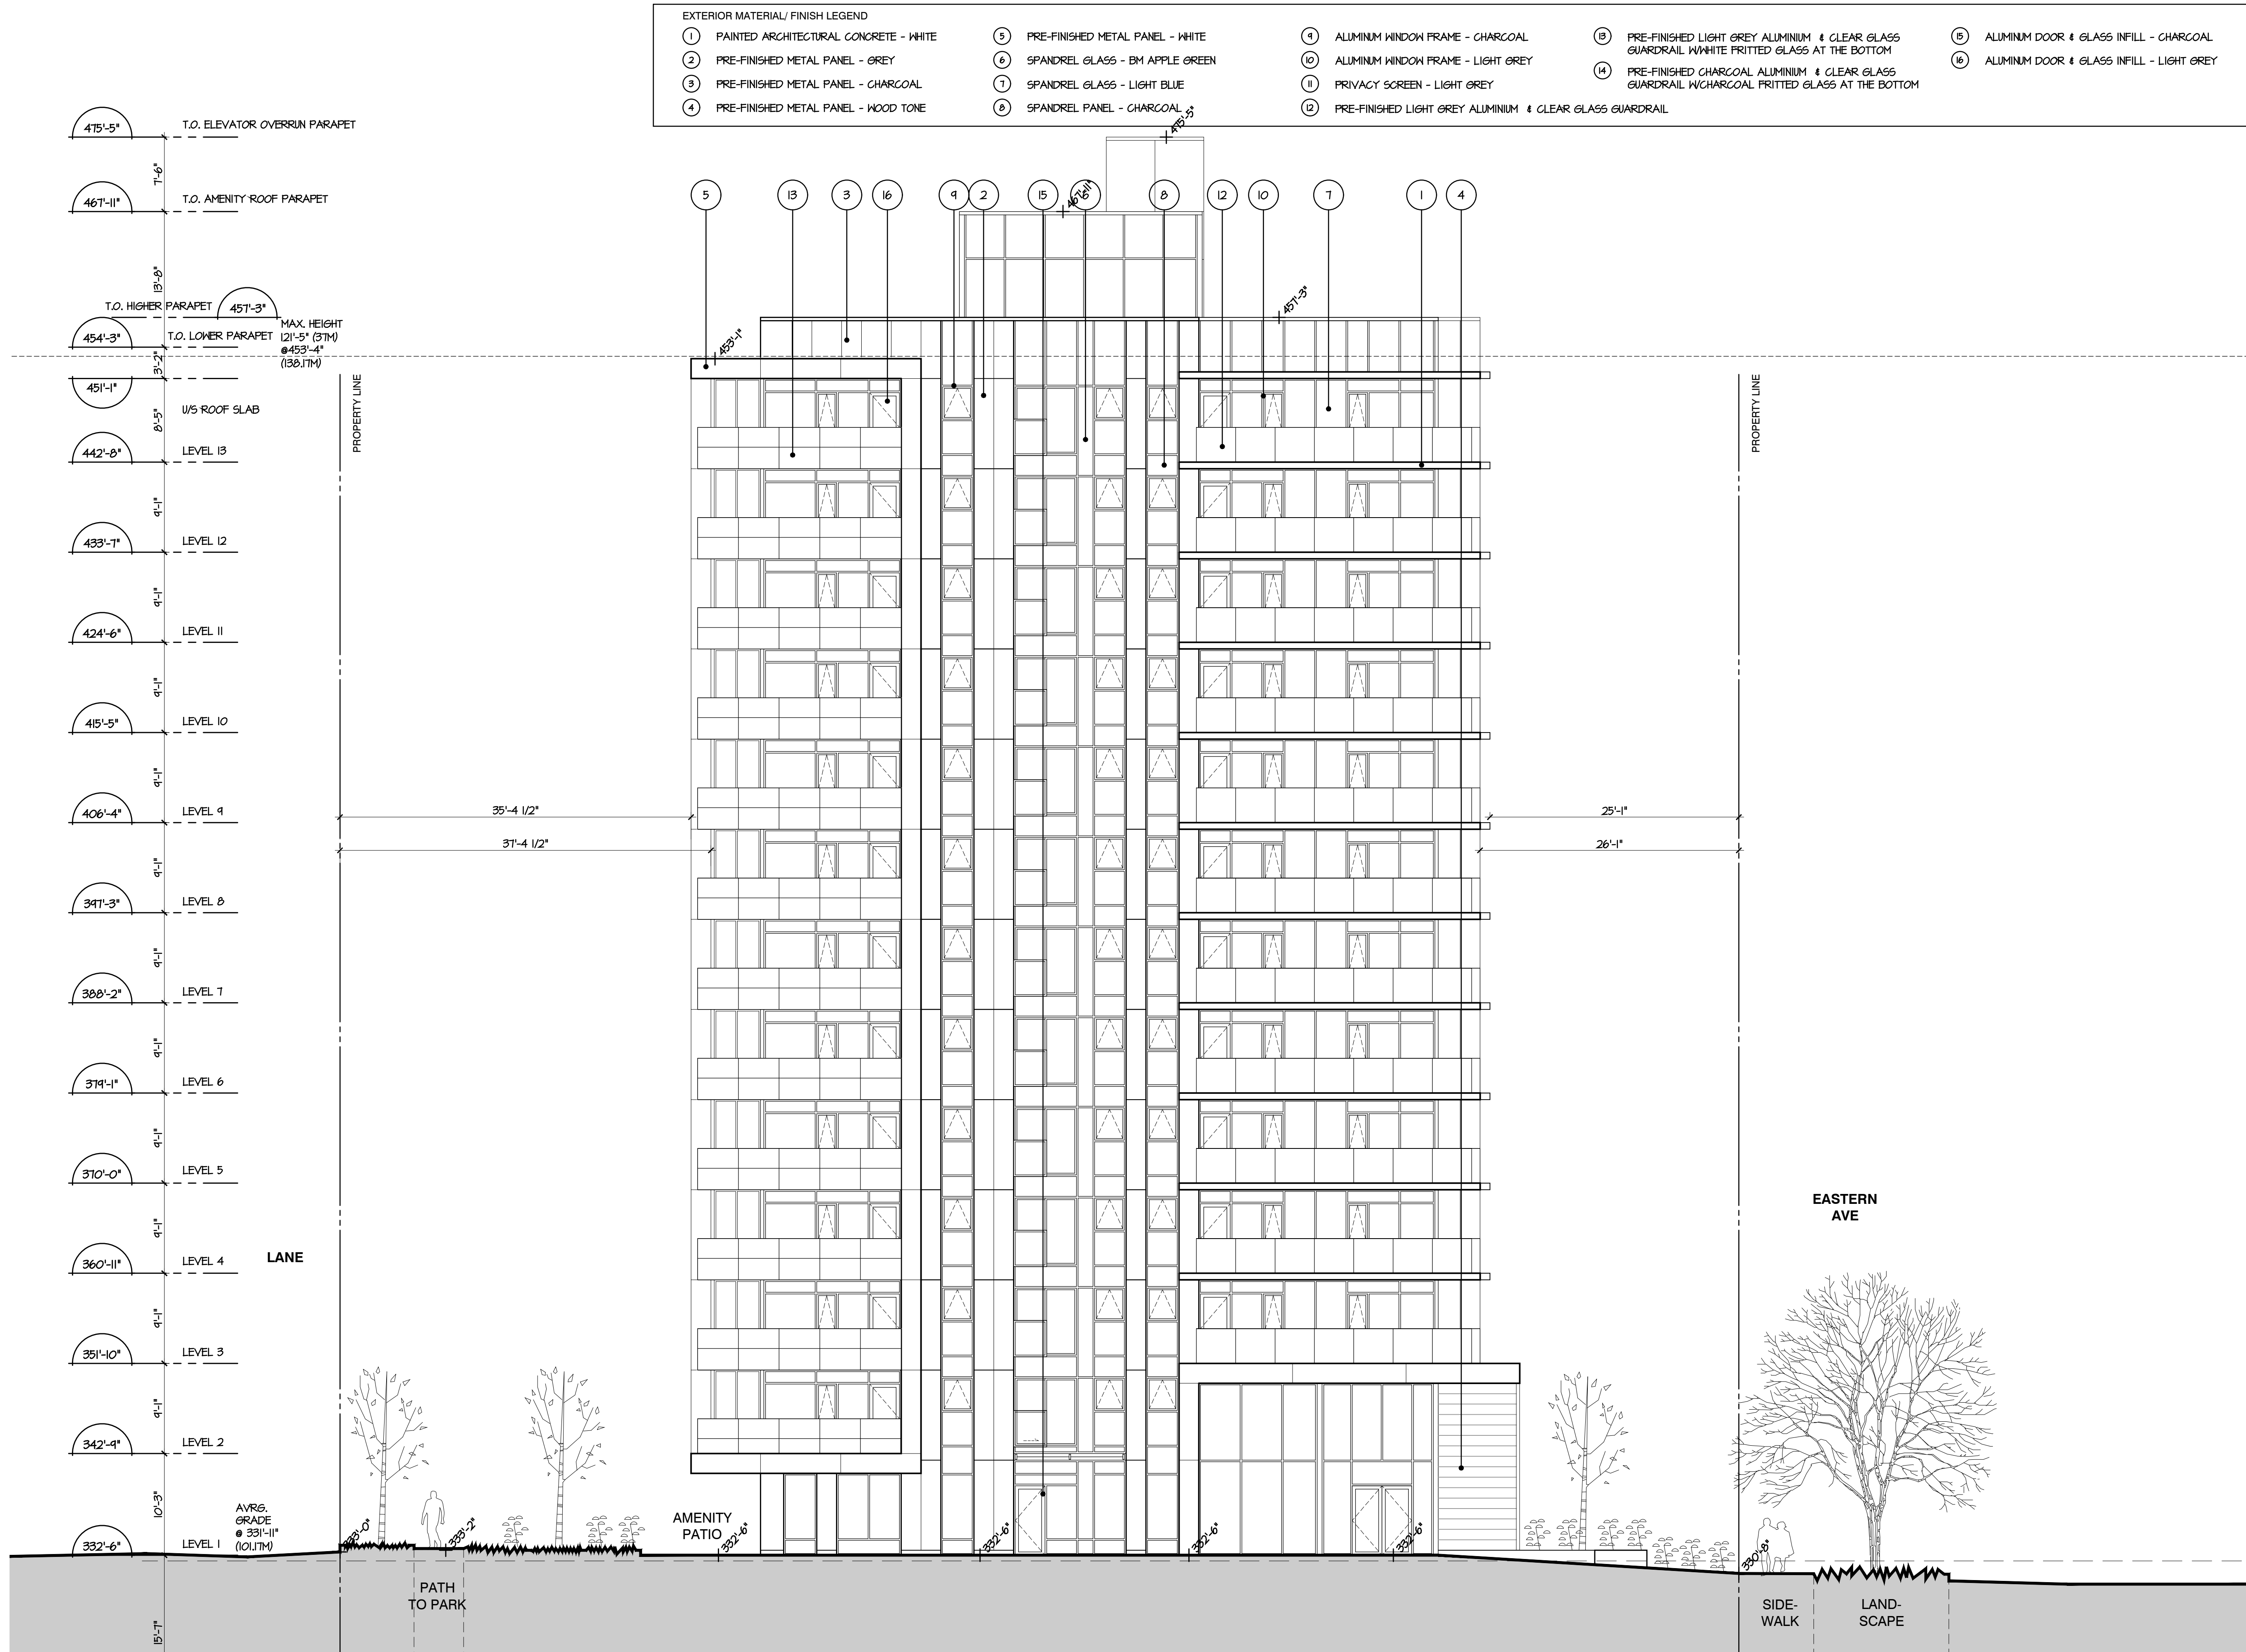 EXTERIOR MATERIAL/ FINISH LEGEND
1 PAINTED ARCHITECTURAL CONCRETE - WHITE
2 PRE-FINISHED METAL PANEL - GREY
3 PRE-FINISHED METAL PANEL - CHARCOAL
4 PRE-FINISHED METAL PANEL - WOOD TONE
5 PRE-FINISHED METAL PANEL - WHITE
6 SPANDREL GLASS - BM APPLE GREEN
7 SPANDREL GLASS - LIGHT BLUE
8 SPANDREL PANEL - CHARCOAL
9 ALUMINUM WINDOW FRAME - CHARCOAL
10 ALUMINUM WINDOW FRAME - LIGHT GREY
11 PRIVACY SCREEN - LIGHT GREY
12 PRE-FINISHED LIGHT GREY ALUMINIUM & CLEAR GLASS GUARDRAIL
13 PRE-FINISHED LIGHT GREY ALUMINIUM & CLEAR GLASS
GUARDRAIL W/WHITE FRITTED GLASS AT THE BOTTOM
14 PRE-FINISHED CHARCOAL ALUMINIUM & CLEAR GLASS
GUARDRAIL W/CHARCOAL FRITTED GLASS AT THE BOTTOM
15 ALUMINUM DOOR & GLASS INFILL - CHARCOAL
16 ALUMINUM DOOR & GLASS INFILL - LIGHT GREY
475'-5" T.O. ELEVATOR OVERRUN PARAPET
7'-6"
467'-11" T.O. AMENITY ROOF PARAPET
13'-8"
T.O. HIGHER PARAPET 457'-3"
454'-3" T.O. LOWER PARAPET
MAX. HEIGHT
121'-5" (37M)
@453'-4"
(138.17M)
3'-2"
451'-1"
U/S ROOF SLAB
8'-5"
442'-8" LEVEL 13
9'-1"
433'-7" LEVEL 12
9'-1"
424'-6" LEVEL 11
9'-1"
415'-5" LEVEL 10
9'-1"
406'-4" LEVEL 9
9'-1"
397'-3" LEVEL 8
9'-1"
388'-2" LEVEL 7
9'-1"
379'-1" LEVEL 6
9'-1"
370'-0" LEVEL 5
9'-1"
360'-11" LEVEL 4
9'-1"
351'-10" LEVEL 3
9'-1"
342'-9" LEVEL 2
10'-3"
332'-6" LEVEL 1
AVRG.
GRADE
@ 331'-11"
(101.17M)
15'-7"
5 13 3 16 9 2 15 8 12 10 7 1 4
475'-5"
467'-11"
457'-3"
453'-1"
PROPERTY LINE
PROPERTY LINE
35'-4 1/2"
37'-4 1/2"
25'-1"
26'-1"
LANE
EASTERN
AVE
AMENITY
PATIO
333'-0"
333'-2"
332'-6"
332'-6"
332'-6"
332'-6"
330'-8"
PATH
TO PARK
SIDE-
WALK
LAND-
SCAPE